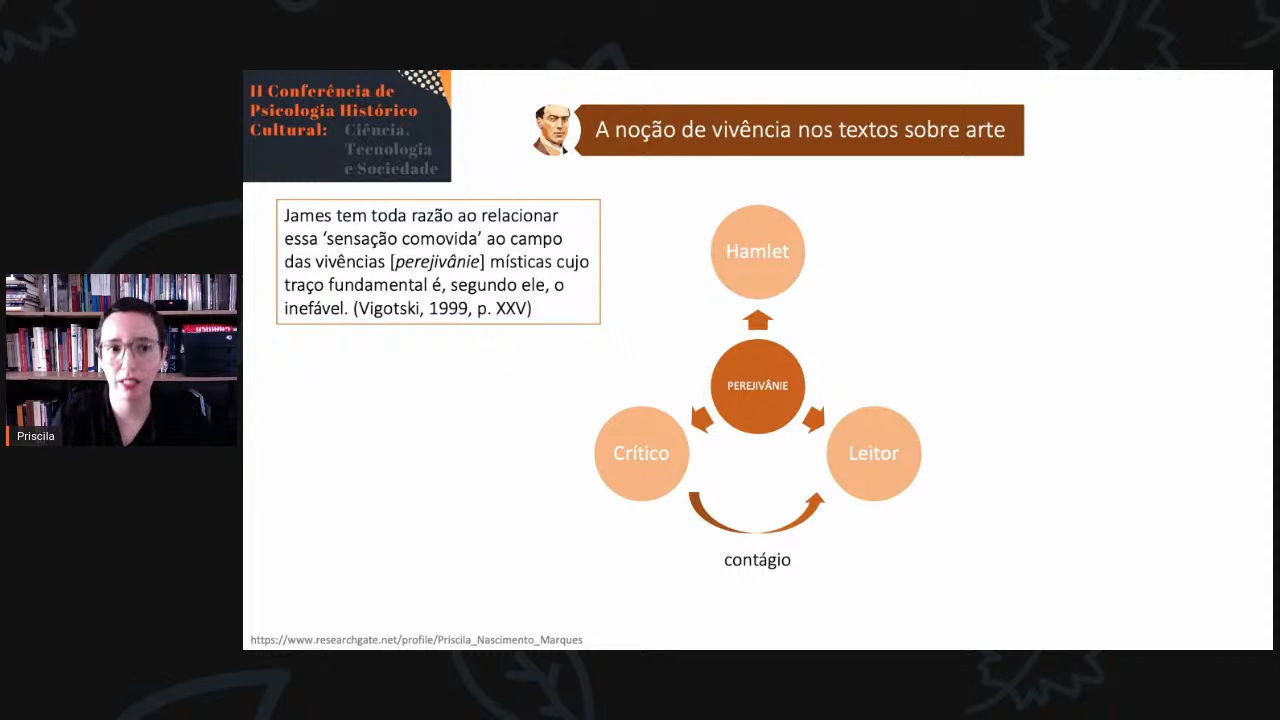 II Conferência de
Psicologia Histórico
Cultural: Ciência,
Tecnologia
e Sociedade
A noção de vivência nos textos sobre arte
James tem toda razão ao relacionar
essa ‘sensação comovida’ ao campo
das vivências [perejivânie] místicas cujo
traço fundamental é, segundo ele, o
inefável. (Vigotski, 1999, p. XXV)
Hamlet
PEREJIVÂNIE
Crítico
Leitor
contágio
Priscila
https://www.researchgate.net/profile/Priscila_Nascimento_Marques